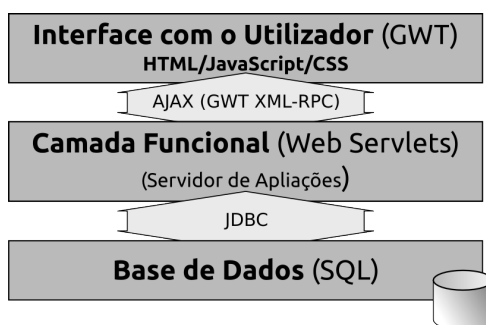 Interface com o Utilizador (GWT)
HTML/JavaScript/CSS
AJAX (GWT XML-RPC)
Camada Funcional (Web Servlets)
(Servidor de Apliações)
JDBC
Base de Dados (SQL)